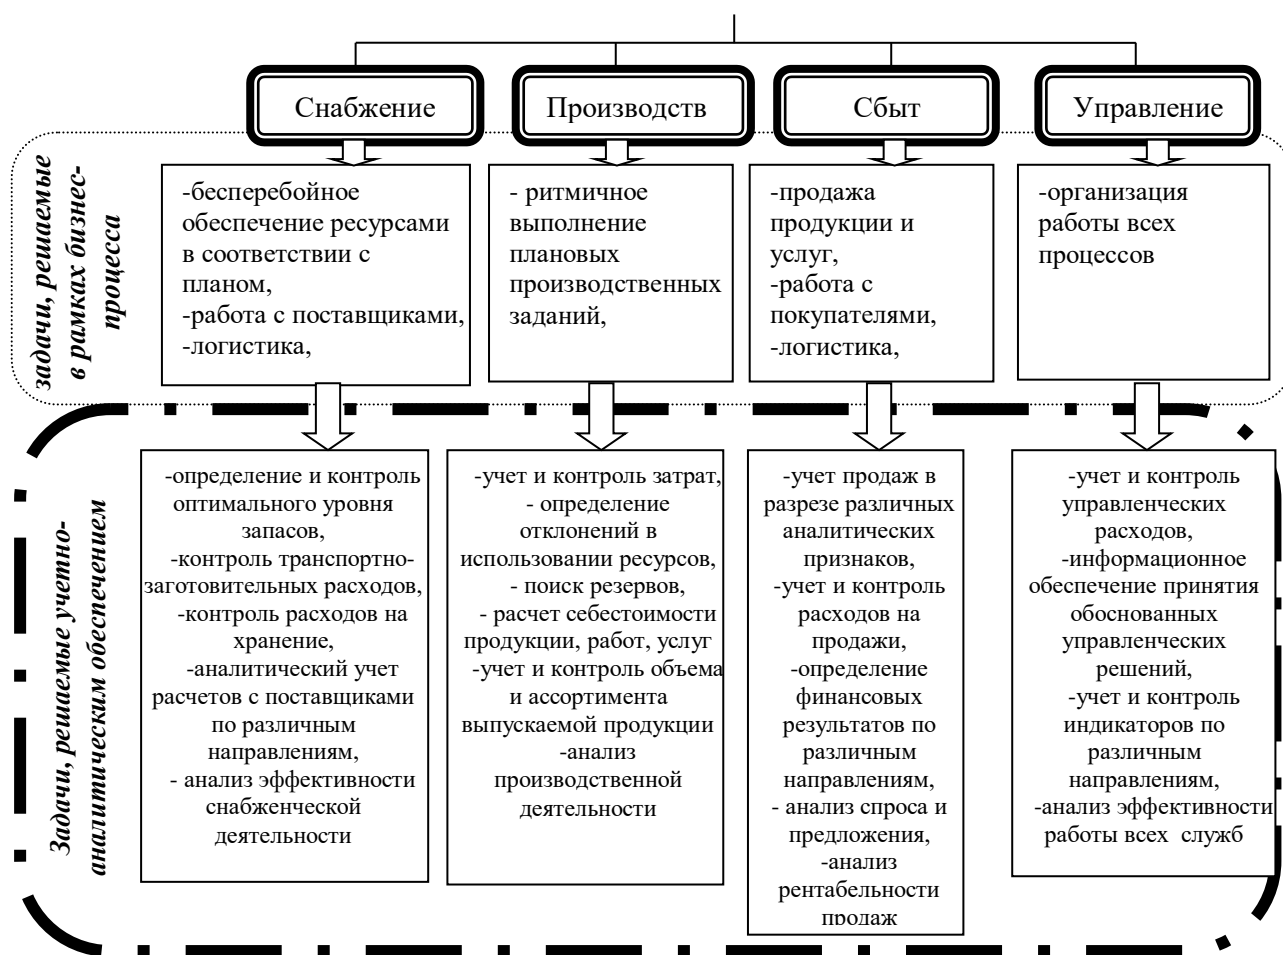 Снабжение
Производств
Сбыт
Управление
задачи, решаемые
в рамках бизнес-
процесса
-бесперебойное
обеспечение ресурсами
в соответствии с
планом,
-работа с поставщиками,
-логистика,
- ритмичное
выполнение
плановых
производственных
заданий,
-продажа
продукции и
услуг,
-работа с
покупателями,
-логистика,
-организация
работы всех
процессов
Задачи, решаемые учетно-
аналитическим обеспечением
-определение и контроль
оптимального уровня
запасов,
-контроль транспортно-
заготовительных расходов,
-контроль расходов на
хранение,
-аналитический учет
расчетов с поставщиками
по различным
направлениям,
- анализ эффективности
снабженческой
деятельности
-учет и контроль затрат,
- определение
отклонений в
использовании ресурсов,
- поиск резервов,
- расчет себестоимости
продукции, работ, услуг
-учет и контроль объема
и ассортимента
выпускаемой продукции
-анализ
производственной
деятельности
-учет продаж в
разрезе различных
аналитических
признаков,
-учет и контроль
расходов на
продажи,
-определение
финансовых
результатов по
различным
направлениям,
- анализ спроса и
предложения,
-анализ
рентабельности
продаж
-учет и контроль
управленческих
расходов,
-информационное
обеспечение принятия
обоснованных
управленческих
решений,
-учет и контроль
индикаторов по
различным
направлениям,
-анализ эффективности
работы всех служб